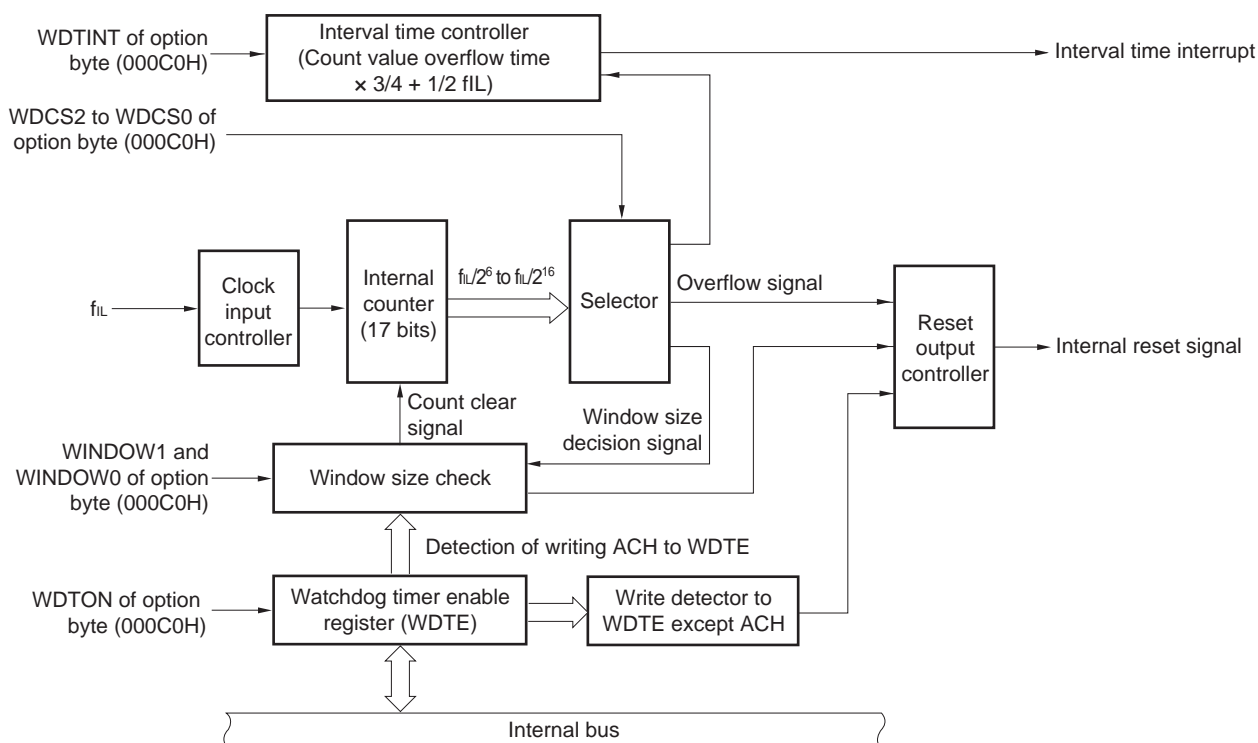 WDTINT of option
byte (000C0H)
Interval time controller
(Count value overflow time
× 3/4 + 1/2 fIL)
Interval time interrupt
WDCS2 to WDCS0 of
option byte (000C0H)
fIL
Clock
input
controller
Internal
counter
(17 bits)
fIL/2⁶ to fIL/2¹⁶
Selector
Overflow signal
Reset
output
controller
Internal reset signal
Count clear
signal
Window size
decision signal
WINDOW1 and
WINDOW0 of option
byte (000C0H)
Window size check
Detection of writing ACH to WDTE
WDTON of option
byte (000C0H)
Watchdog timer enable
register (WDTE)
Write detector to
WDTE except ACH
Internal bus